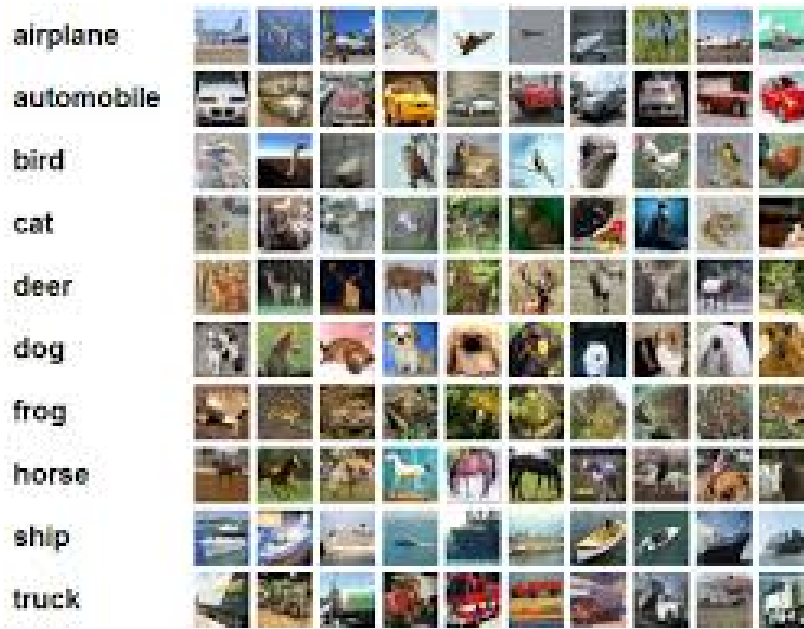 airplane
automobile
bird
cat
deer
dog
frog
horse
ship
truck